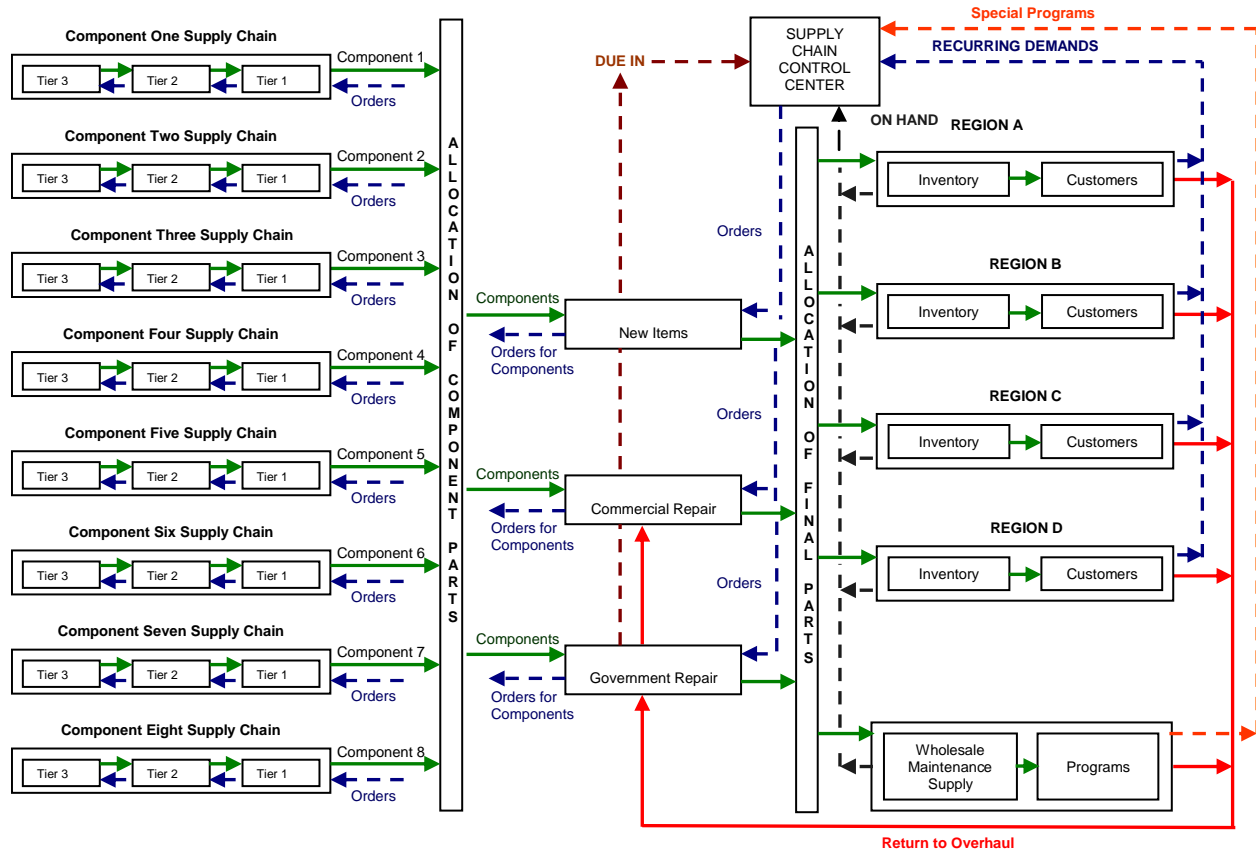 Special Programs
SUPPLY
CHAIN
CONTROL
CENTER
RECURRING DEMANDS
DUE IN
ON HAND
Component One Supply Chain
Tier 3
Tier 2
Tier 1
Component 1
Orders
Component Two Supply Chain
Tier 3
Tier 2
Tier 1
Component 2
Orders
Component Three Supply Chain
Tier 3
Tier 2
Tier 1
Component 3
Orders
Component Four Supply Chain
Tier 3
Tier 2
Tier 1
Component 4
Orders
Component Five Supply Chain
Tier 3
Tier 2
Tier 1
Component 5
Orders
Component Six Supply Chain
Tier 3
Tier 2
Tier 1
Component 6
Orders
Component Seven Supply Chain
Tier 3
Tier 2
Tier 1
Component 7
Orders
Component Eight Supply Chain
Tier 3
Tier 2
Tier 1
Component 8
Orders
ALLOCATION OF COMPONENT PARTS
Components
Orders for
Components
New Items
Orders
Components
Orders for
Components
Commercial Repair
Orders
Components
Orders for
Components
Government Repair
Orders
ALLOCATION OF FINAL PARTS
REGION A
Inventory
Customers
REGION B
Inventory
Customers
REGION C
Inventory
Customers
REGION D
Inventory
Customers
Wholesale
Maintenance
Supply
Programs
Return to Overhaul